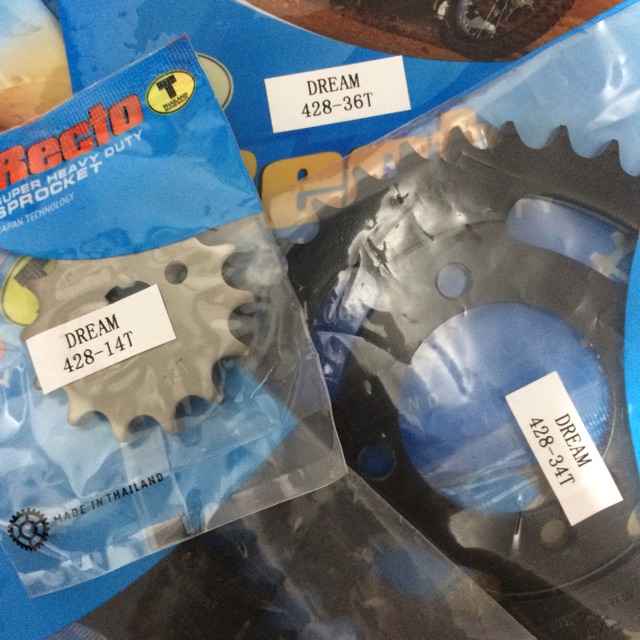 DREAM
428-36T
Recto
SUPER HEAVY DUTY
SPROCKET
JAPAN TECHNOLOGY
T
THAILAND
DREAM
428-14T
MADE IN THAILAND
DREAM
428-34T